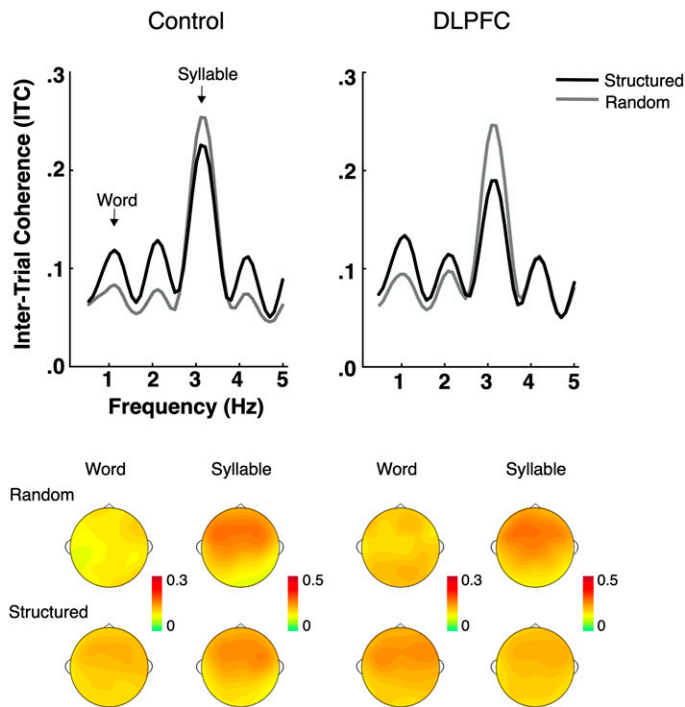 Control DLPFC
.3
.2
.1
.0
Inter-Trial Coherence (ITC)
Syllable
Word
1 2 3 4 5
Frequency (Hz)
.3
.2
.1
.0
1 2 3 4 5
Structured
Random
Word Syllable Word Syllable
Random
0.3 0.5 0.3 0.5
0 0 0 0
Structured